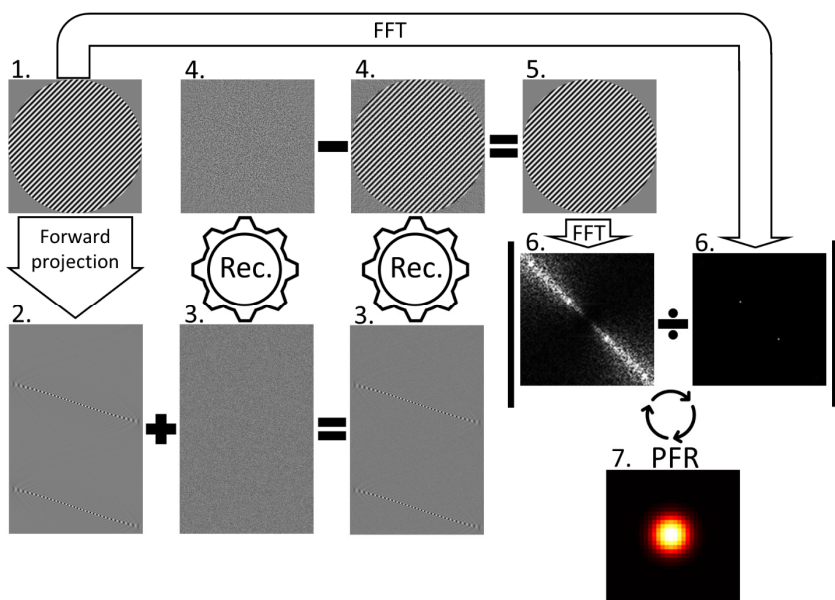 FFT
1.
4.
4.
5.
Forward
projection
Rec.
Rec.
FFT
6.
6.
2.
3.
3.
7. PFR